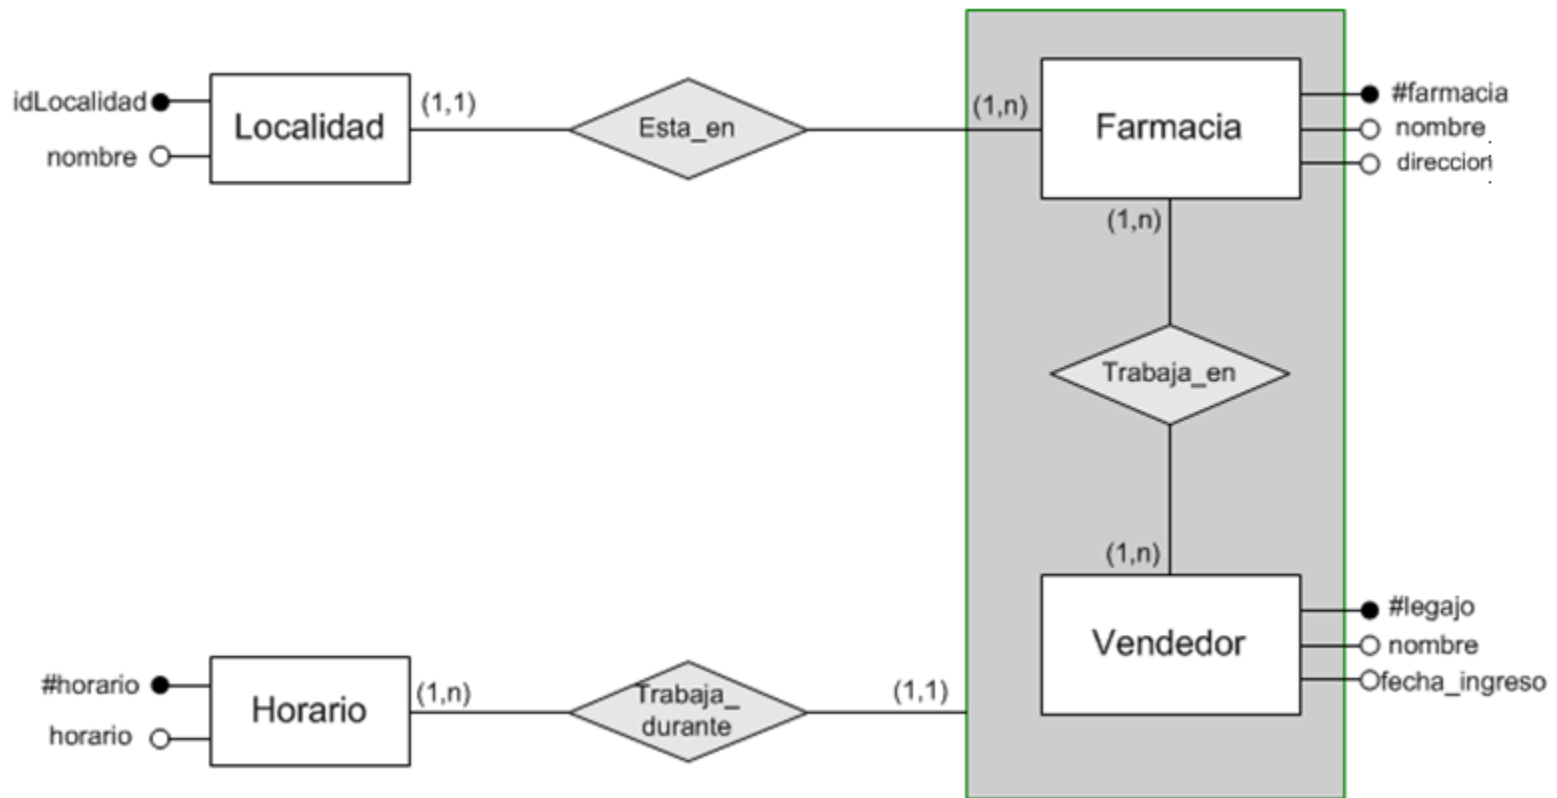 idLocalidad
nombre
Localidad
(1,1)
Esta_en
(1,n)
Farmacia
#farmacia
nombre
direccion
(1,n)
Trabaja_en
(1,n)
Vendedor
#legajo
nombre
fecha_ingreso
#horario
horario
Horario
(1,n)
Trabaja_
durante
(1,1)